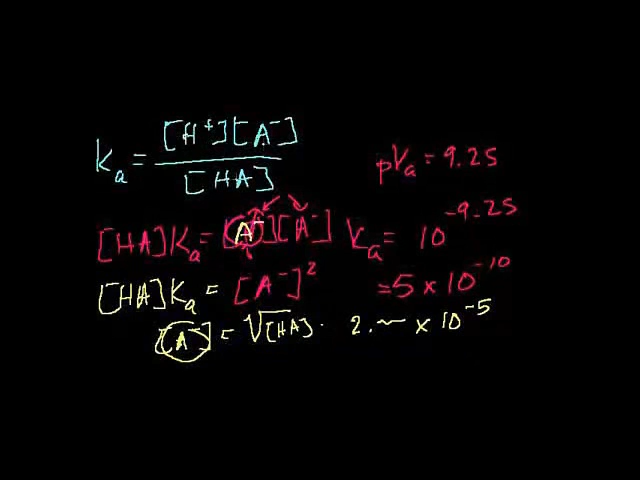 Kₐ = [H⁺][A⁻] / [HA]
pKₐ = 9.25
[HA]Kₐ = [A⁻][A⁻]
Kₐ = 10⁻⁹·²⁵
[HA]Kₐ = [A⁻]²
= 5 × 10⁻¹⁰
[A⁻] = √[HA] · 2.~ × 10⁻⁵